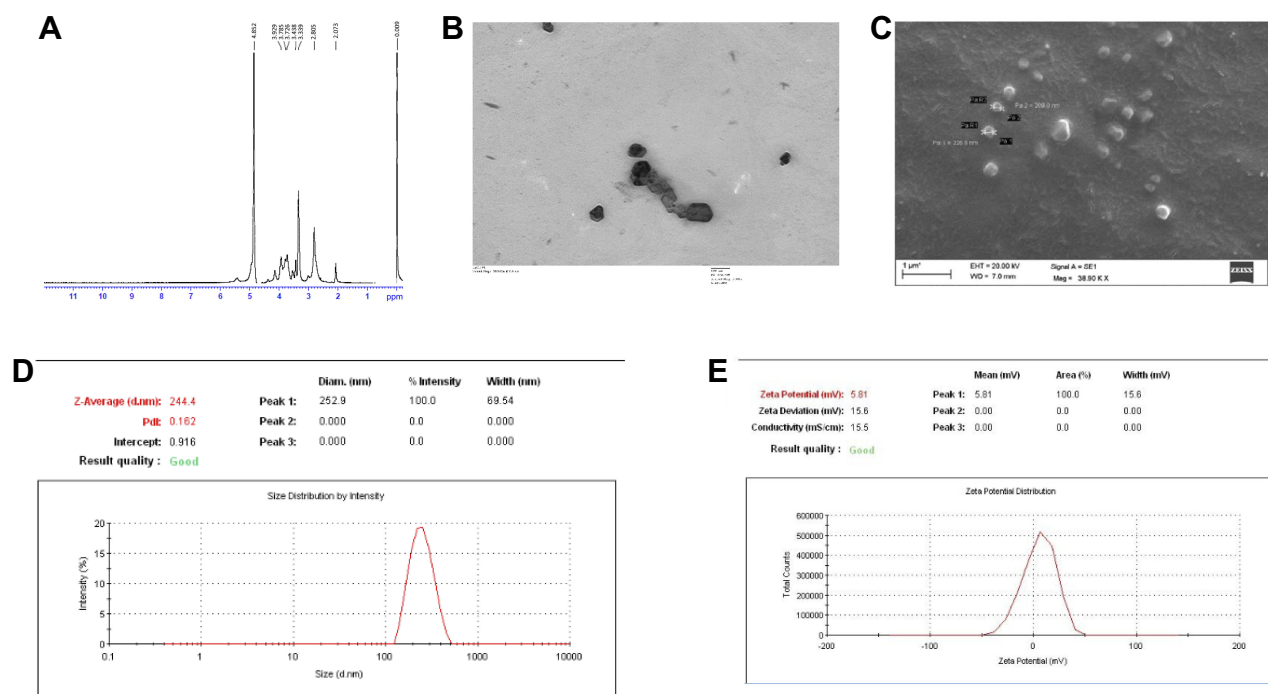 A
4.852
3.929
3.785
3.726
3.438
3.339
2.805
2.073
0.009
11 10 9 8 7 6 5 4 3 2 1 ppm
B
C
Pa 2
Pa 1
1 µm*
EHT = 20.00 kV
WD = 7.0 mm
Signal A = SE1
Mag = 38.90 K X
ZEISS
D
Diam. (nm) % Intensity Width (nm)
Z-Average (d.nm): 244.4 Peak 1: 252.9 100.0 69.54
PdI: 0.162 Peak 2: 0.000 0.0 0.000
Intercept: 0.916 Peak 3: 0.000 0.0 0.000
Result quality : Good
Size Distribution by Intensity
Intensity (%)
20
15
10
5
0
0.1 1 10 100 1000 10000
Size (d.nm)
E
Mean (mV) Area (%) Width (mV)
Zeta Potential (mV): 5.81 Peak 1: 5.81 100.0 15.6
Zeta Deviation (mV): 15.6 Peak 2: 0.00 0.0 0.00
Conductivity (mS/cm): 15.5 Peak 3: 0.00 0.0 0.00
Result quality : Good
Zeta Potential Distribution
Total Counts
600000
500000
400000
300000
200000
100000
0
-200 -100 0 100 200
Zeta Potential (mV)